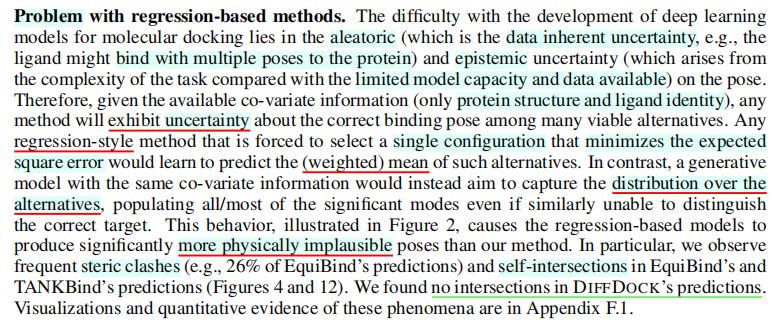 Problem with regression-based methods. The difficulty with the development of deep learning
models for molecular docking lies in the aleatoric (which is the data inherent uncertainty, e.g., the
ligand might bind with multiple poses to the protein) and epistemic uncertainty (which arises from
the complexity of the task compared with the limited model capacity and data available) on the pose.
Therefore, given the available co-variate information (only protein structure and ligand identity), any
method will exhibit uncertainty about the correct binding pose among many viable alternatives. Any
regression-style method that is forced to select a single configuration that minimizes the expected
square error would learn to predict the (weighted) mean of such alternatives. In contrast, a generative
model with the same co-variate information would instead aim to capture the distribution over the
alternatives, populating all/most of the significant modes even if similarly unable to distinguish
the correct target. This behavior, illustrated in Figure 2, causes the regression-based models to
produce significantly more physically implausible poses than our method. In particular, we observe
frequent steric clashes (e.g., 26% of EquiBind's predictions) and self-intersections in EquiBind's and
TANKBind's predictions (Figures 4 and 12). We found no intersections in DIFFDOCK's predictions.
Visualizations and quantitative evidence of these phenomena are in Appendix F.1.